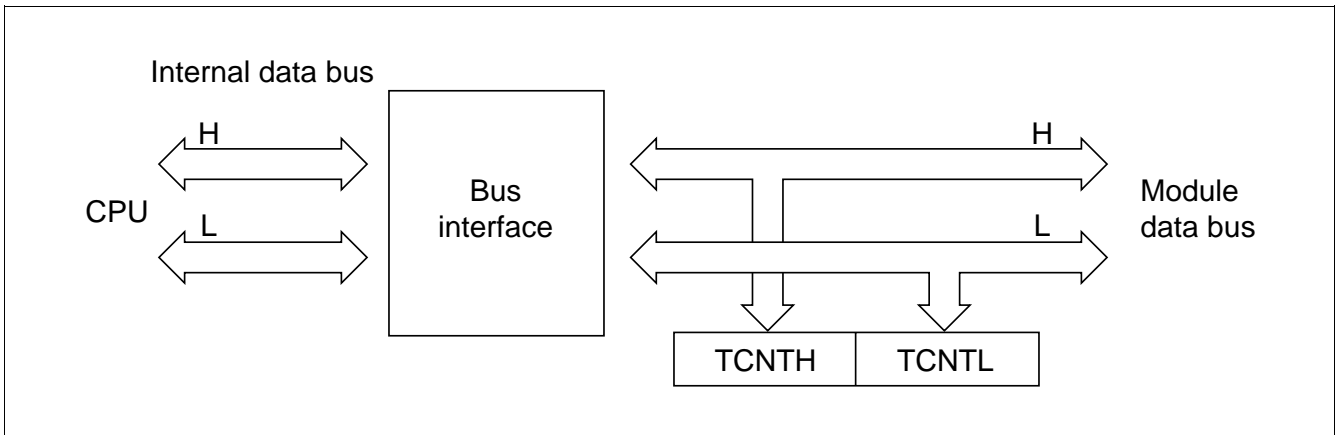 Internal data bus
H
H
CPU
Bus
interface
Module
data bus
L
L
TCNTH
TCNTL